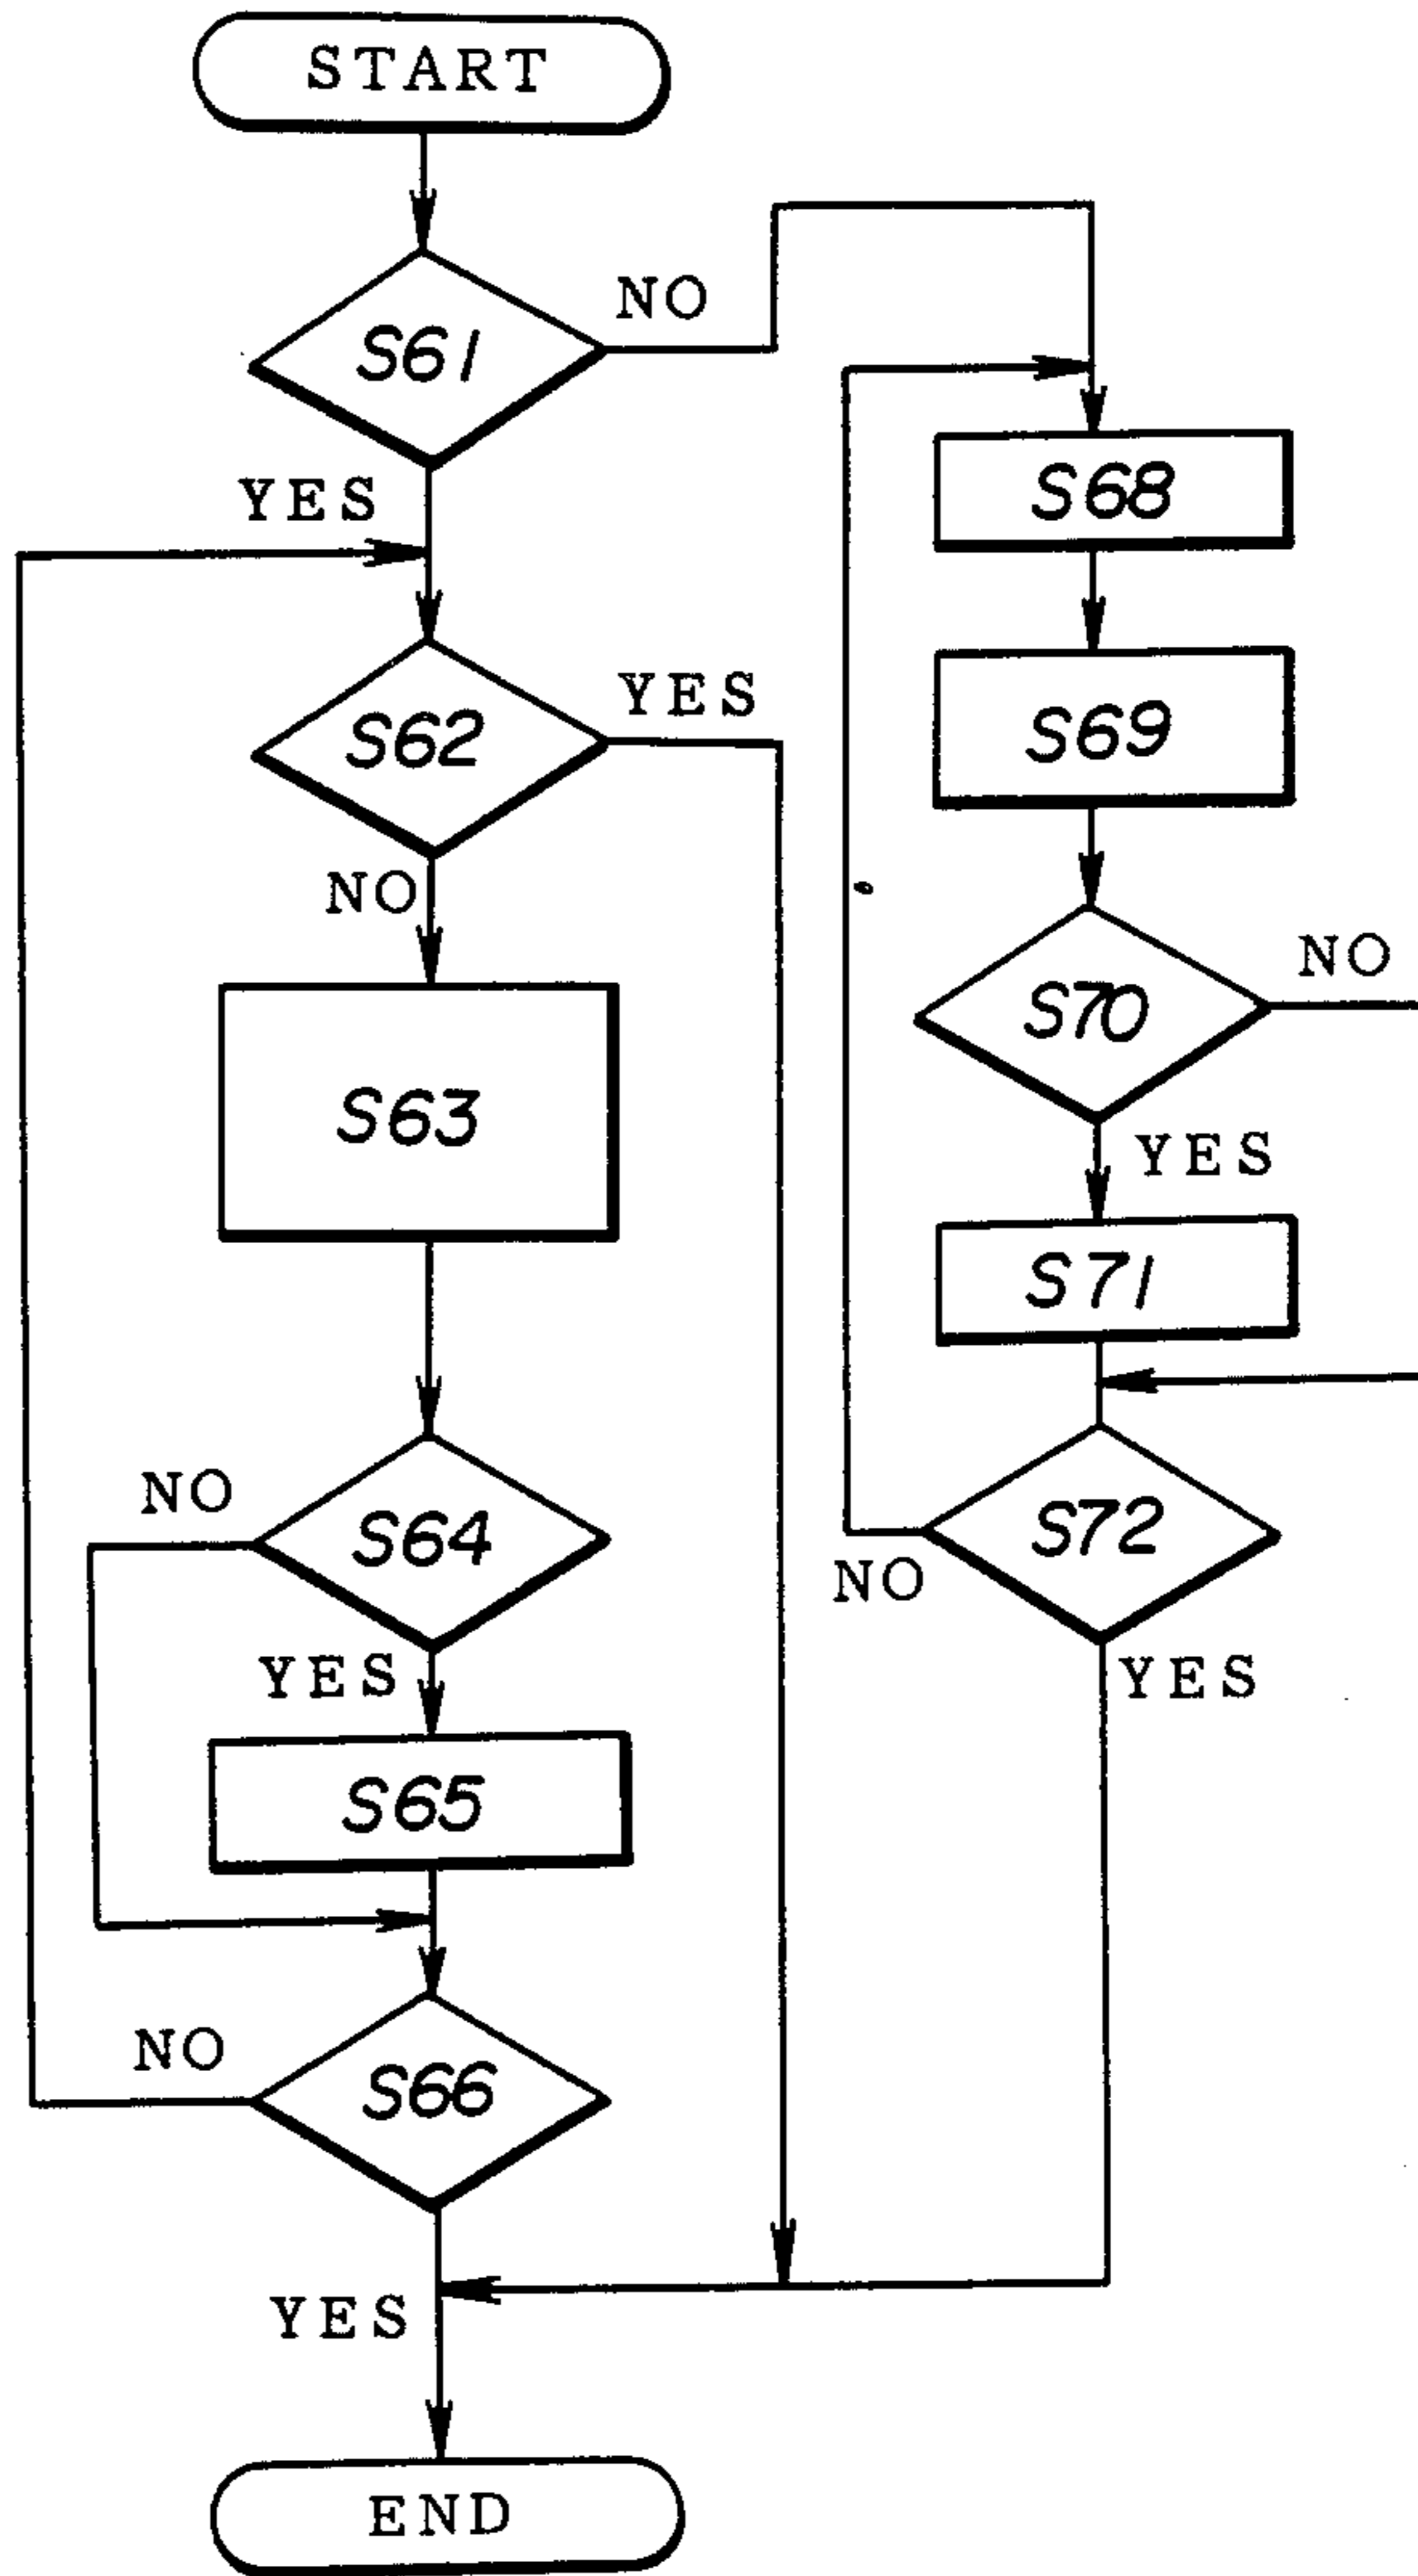 START
S61
NO
YES
S62
YES
NO
S63
S64
NO
YES
S65
S66
NO
YES
S68
S69
S70
NO
YES
S71
S72
NO
YES
END